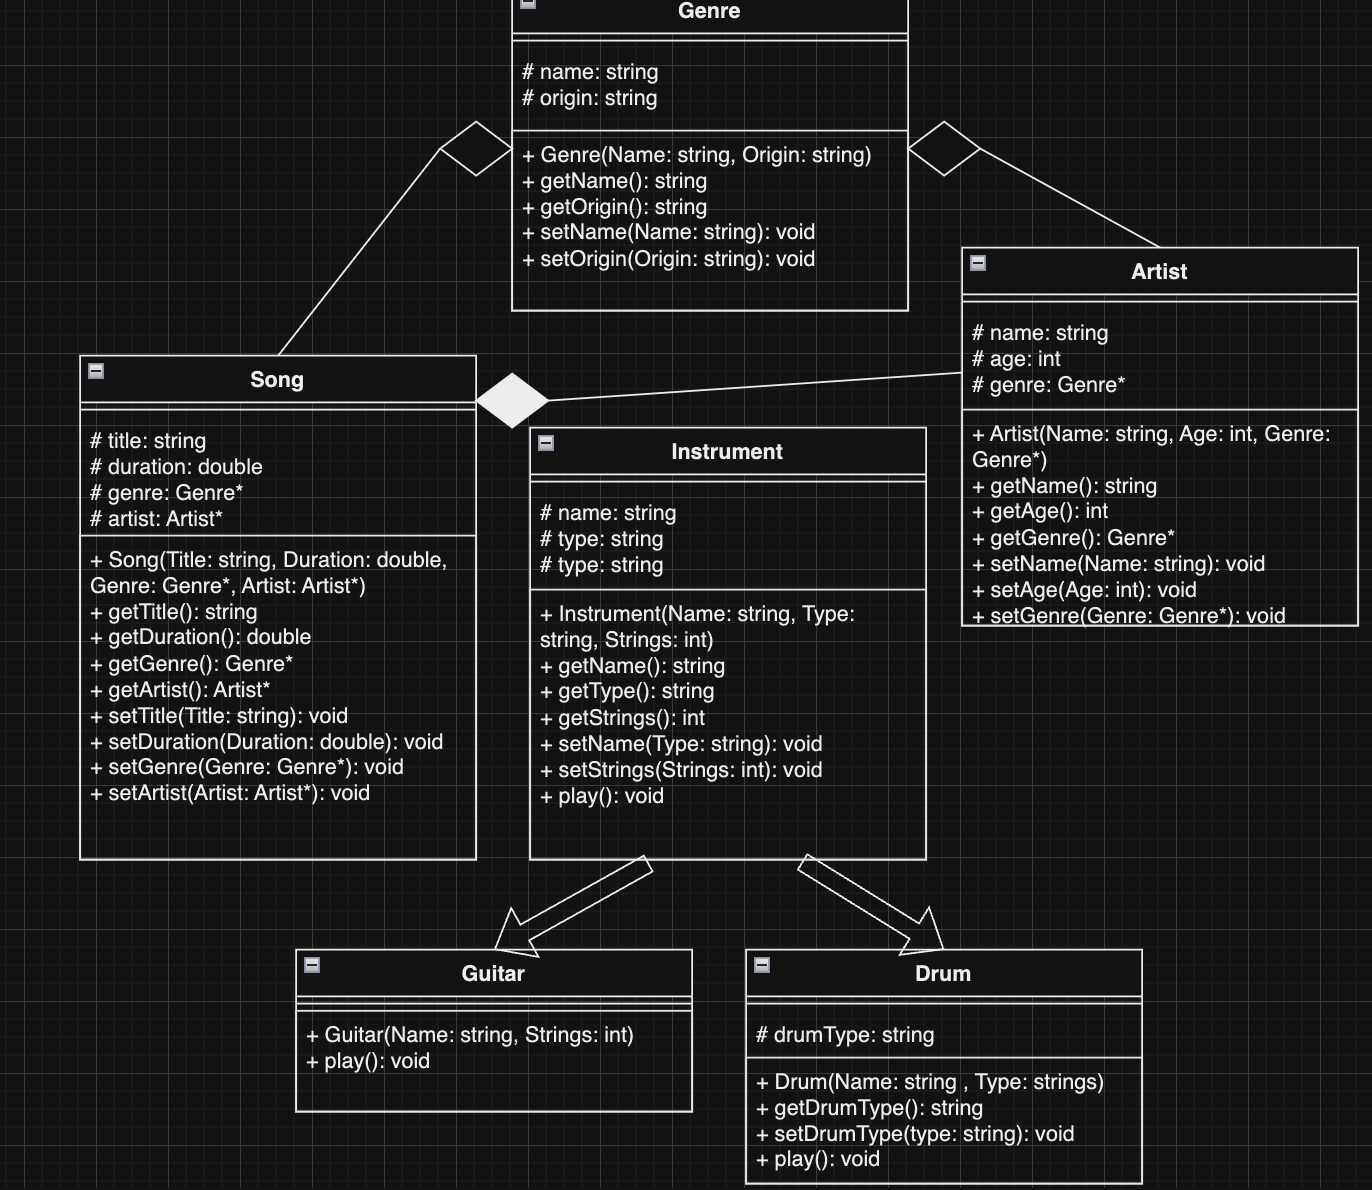 Genre
# name: string
# origin: string
+ Genre(Name: string, Origin: string)
+ getName(): string
+ getOrigin(): string
+ setName(Name: string): void
+ setOrigin(Origin: string): void
Artist
# name: string
# age: int
# genre: Genre*
+ Artist(Name: string, Age: int, Genre:
Genre*)
+ getName(): string
+ getAge(): int
+ getGenre(): Genre*
+ setName(Name: string): void
+ setAge(Age: int): void
+ setGenre(Genre: Genre*): void
Song
# title: string
# duration: double
# genre: Genre*
# artist: Artist*
+ Song(Title: string, Duration: double,
Genre: Genre*, Artist: Artist*)
+ getTitle(): string
+ getDuration(): double
+ getGenre(): Genre*
+ getArtist(): Artist*
+ setTitle(Title: string): void
+ setDuration(Duration: double): void
+ setGenre(Genre: Genre*): void
+ setArtist(Artist: Artist*): void
Instrument
# name: string
# type: string
# type: string
+ Instrument(Name: string, Type:
string, Strings: int)
+ getName(): string
+ getType(): string
+ getStrings(): int
+ setName(Type: string): void
+ setStrings(Strings: int): void
+ play(): void
Guitar
+ Guitar(Name: string, Strings: int)
+ play(): void
Drum
# drumType: string
+ Drum(Name: string , Type: strings)
+ getDrumType(): string
+ setDrumType(type: string): void
+ play(): void